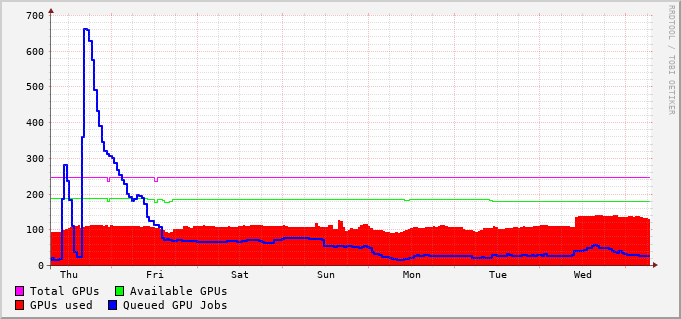 RRDTOOL / TOBI OETIKER
700
600
500
400
300
200
100
0
Thu Fri Sat Sun Mon Tue Wed
Total GPUs Available GPUs
GPUs used Queued GPU Jobs